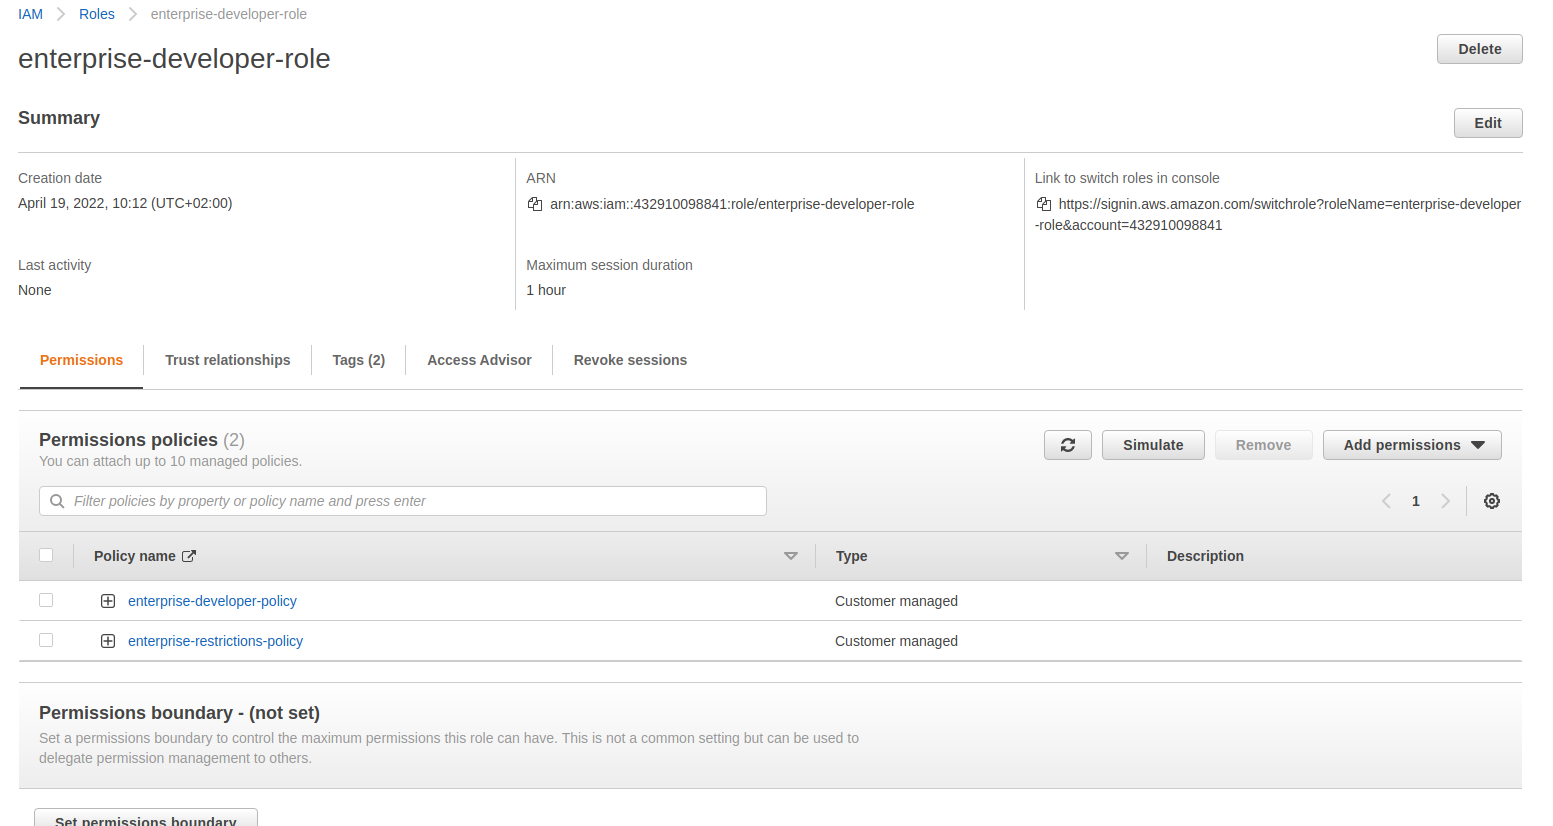 IAM > Roles > enterprise-developer-role
enterprise-developer-role
Delete
Summary
Edit
Creation date
April 19, 2022, 10:12 (UTC+02:00)
ARN
arn:aws:iam::432910098841:role/enterprise-developer-role
Link to switch roles in console
https://signin.aws.amazon.com/switchrole?roleName=enterprise-developer
-role&account=432910098841
Last activity
None
Maximum session duration
1 hour
Permissions Trust relationships Tags (2) Access Advisor Revoke sessions
Permissions policies (2)
You can attach up to 10 managed policies.
Simulate Remove Add permissions
Filter policies by property or policy name and press enter
1
Policy name Type Description
enterprise-developer-policy Customer managed
enterprise-restrictions-policy Customer managed
Permissions boundary - (not set)
Set a permissions boundary to control the maximum permissions this role can have. This is not a common setting but can be used to
delegate permission management to others.
Set permissions boundary